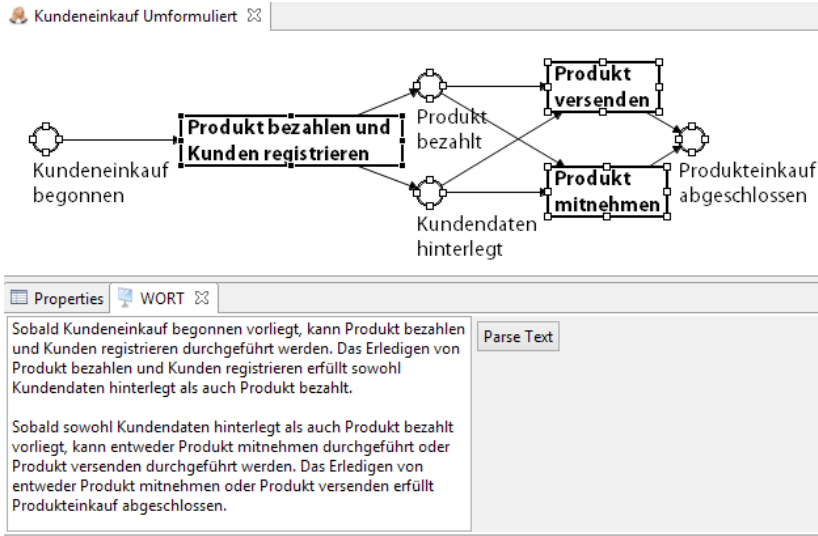 Kundeneinkauf Umformuliert
Produkt
versenden
Produkt bezahlen und
Kunden registrieren
Produkt
bezahlt
Kundeneinkauf
begonnen
Produkt
mitnehmen
Produkteinkauf
abgeschlossen
Kundendaten
hinterlegt
Properties
WORT
Sobald Kundeneinkauf begonnen vorliegt, kann Produkt bezahlen
und Kunden registrieren durchgeführt werden. Das Erledigen von
Produkt bezahlen und Kunden registrieren erfüllt sowohl
Kundendaten hinterlegt als auch Produkt bezahlt.
Sobald sowohl Kundendaten hinterlegt als auch Produkt bezahlt
vorliegt, kann entweder Produkt mitnehmen durchgeführt oder
Produkt versenden durchgeführt werden. Das Erledigen von
entweder Produkt mitnehmen oder Produkt versenden erfüllt
Produkteinkauf abgeschlossen.
Parse Text